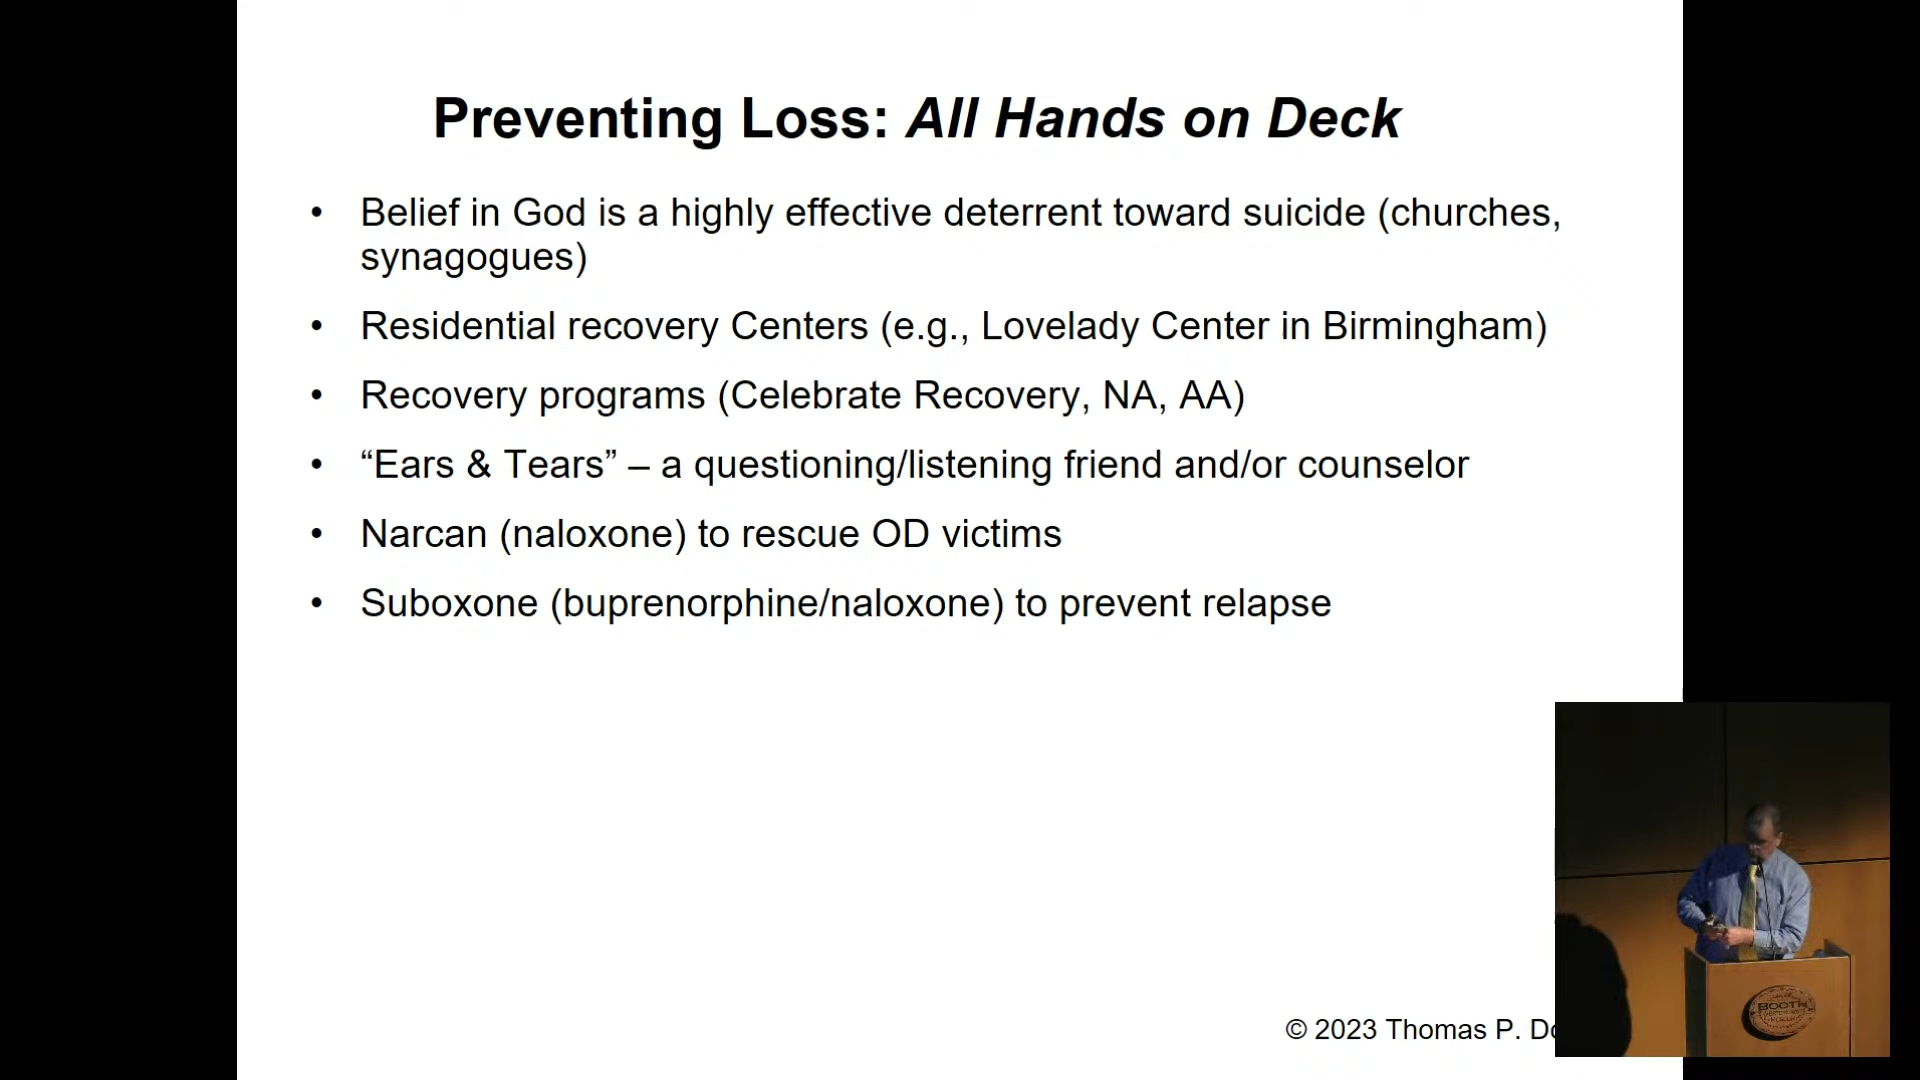 Preventing Loss: All Hands on Deck
• Belief in God is a highly effective deterrent toward suicide (churches,
synagogues)
• Residential recovery Centers (e.g., Lovelady Center in Birmingham)
• Recovery programs (Celebrate Recovery, NA, AA)
• “Ears & Tears” – a questioning/listening friend and/or counselor
• Narcan (naloxone) to rescue OD victims
• Suboxone (buprenorphine/naloxone) to prevent relapse
© 2023 Thomas P.
BOOTH